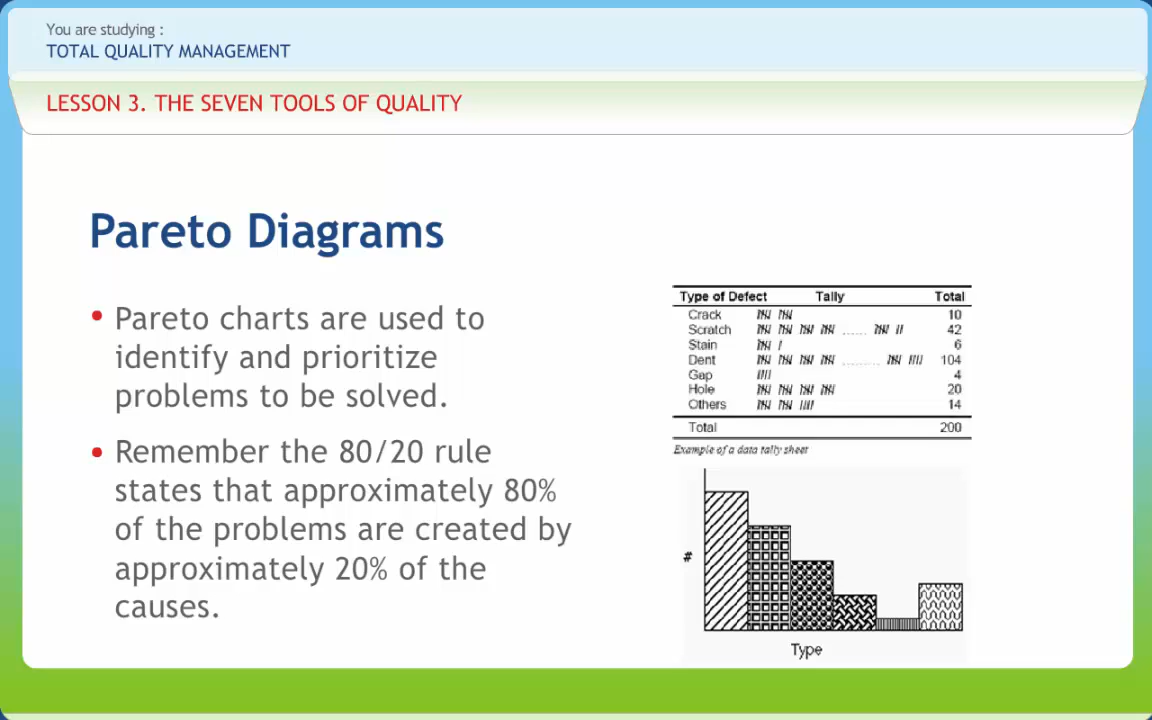 You are studying :
TOTAL QUALITY MANAGEMENT
LESSON 3. THE SEVEN TOOLS OF QUALITY
Pareto Diagrams
• Pareto charts are used to
identify and prioritize
problems to be solved.
• Remember the 80/20 rule
states that approximately 80%
of the problems are created by
approximately 20% of the
causes.
Type of Defect Tally Total
Crack 10
Scratch 42
Stain 6
Dent 104
Gap 4
Hole 20
Others 14
Total 200
Example of a data tally sheet
#
Type